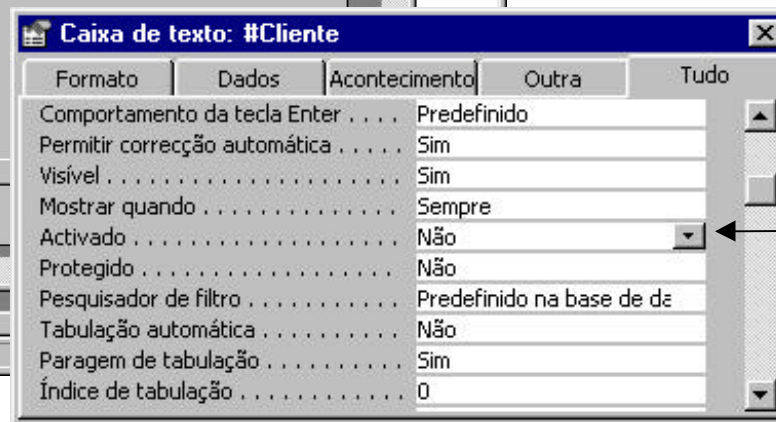 Caixa de texto: #Cliente
Formato Dados Acontecimento Outra Tudo
Comportamento da tecla Enter . . . . Predefinido
Permitir correcção automática . . . . . Sim
Visível . . . . . . . . . . . . . . . . . . . . Sim
Mostrar quando . . . . . . . . . . . . . Sempre
Activado . . . . . . . . . . . . . . . . . . Não
Protegido . . . . . . . . . . . . . . . . . Não
Pesquisador de filtro . . . . . . . . . . Predefinido na base de da
Tabulação automática . . . . . . . . . . Não
Paragem de tabulação . . . . . . . . . . Sim
Índice de tabulação . . . . . . . . . . . . 0